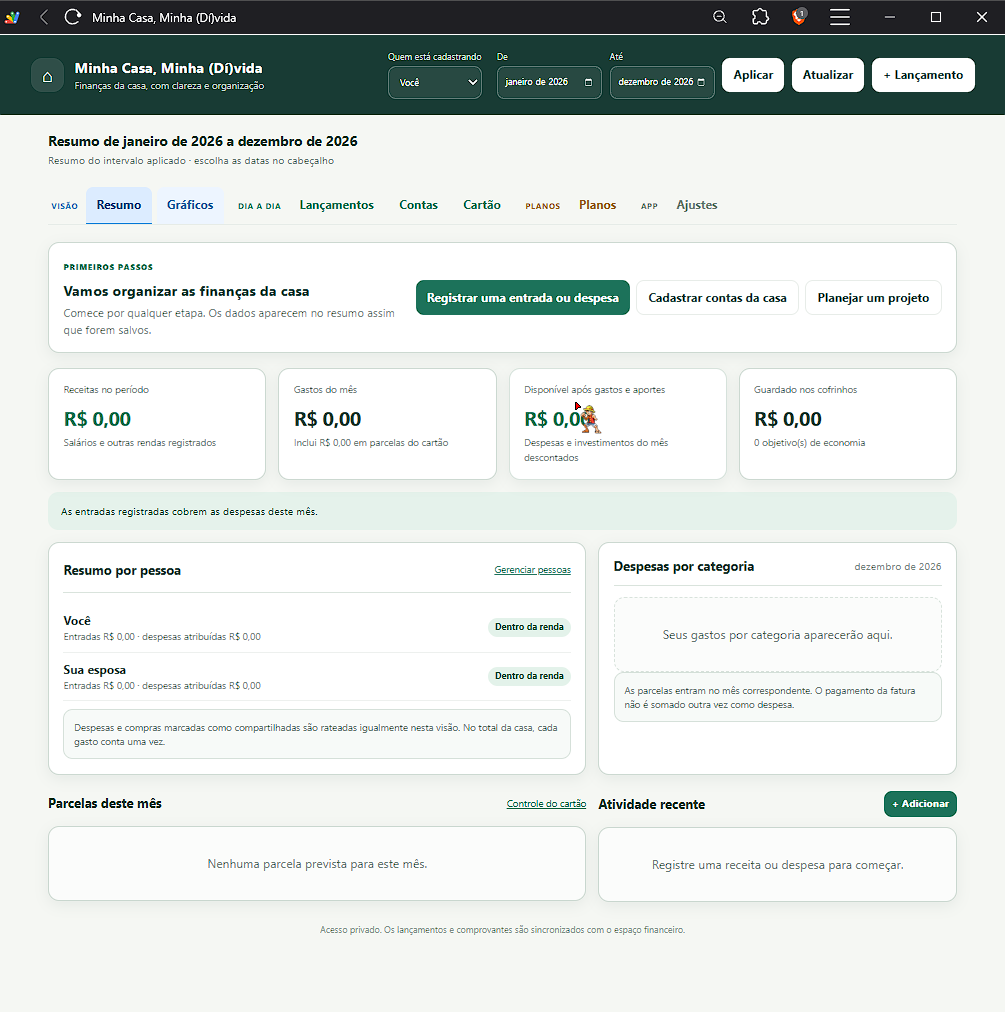 Minha Casa, Minha (Dí)vida
1
Minha Casa, Minha (Dí)vida
Finanças da casa, com clareza e organização
Quem está cadastrando
Você
De
janeiro de 2026
Até
dezembro de 2026
Aplicar
Atualizar
+ Lançamento
Resumo de janeiro de 2026 a dezembro de 2026
Resumo do intervalo aplicado · escolha as datas no cabeçalho
VISÃO
Resumo
Gráficos
DIA A DIA
Lançamentos
Contas
Cartão
PLANOS
Planos
APP
Ajustes
PRIMEIROS PASSOS
Vamos organizar as finanças da casa
Comece por qualquer etapa. Os dados aparecem no resumo assim
que forem salvos.
Registrar uma entrada ou despesa
Cadastrar contas da casa
Planejar um projeto
Receitas no período
R$ 0,00
Salários e outras rendas registrados
Gastos do mês
R$ 0,00
Inclui R$ 0,00 em parcelas do cartão
Disponível após gastos e aportes
R$ 0,00
Despesas e investimentos do mês
descontados
Guardado nos cofrinhos
R$ 0,00
0 objetivo(s) de economia
As entradas registradas cobrem as despesas deste mês.
Resumo por pessoa
Gerenciar pessoas
Você
Entradas R$ 0,00 · despesas atribuídas R$ 0,00
Dentro da renda
Sua esposa
Entradas R$ 0,00 · despesas atribuídas R$ 0,00
Dentro da renda
Despesas e compras marcadas como compartilhadas são rateadas igualmente nesta visão. No total da casa, cada
gasto conta uma vez.
Despesas por categoria
dezembro de 2026
Seus gastos por categoria aparecerão aqui.
As parcelas entram no mês correspondente. O pagamento da fatura
não é somado outra vez como despesa.
Parcelas deste mês
Controle do cartão
Nenhuma parcela prevista para este mês.
Atividade recente
+ Adicionar
Registre uma receita ou despesa para começar.
Acesso privado. Os lançamentos e comprovantes são sincronizados com o espaço financeiro.